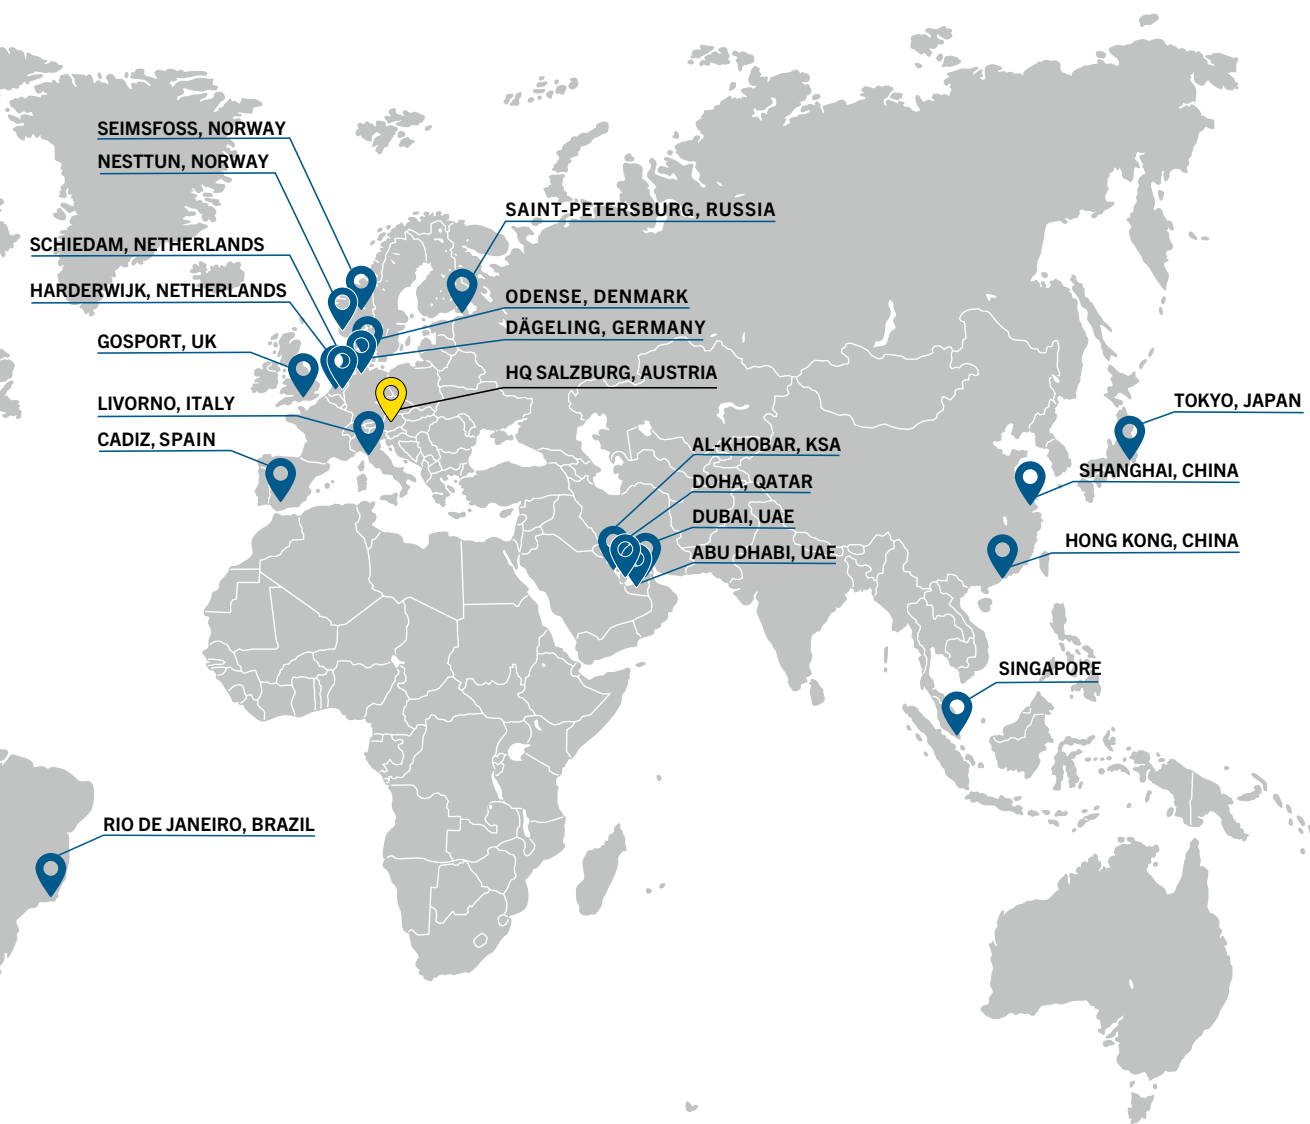 SEIMSFOSS, NORWAY
NESTTUN, NORWAY
SAINT-PETERSBURG, RUSSIA
SCHIEDAM, NETHERLANDS
HARDERWIJK, NETHERLANDS
ODENSE, DENMARK
DÄGELING, GERMANY
GOSPORT, UK
HQ SALZBURG, AUSTRIA
LIVORNO, ITALY
CADIZ, SPAIN
TOKYO, JAPAN
AL-KHOBAR, KSA
SHANGHAI, CHINA
DOHA, QATAR
DUBAI, UAE
HONG KONG, CHINA
ABU DHABI, UAE
SINGAPORE
RIO DE JANEIRO, BRAZIL